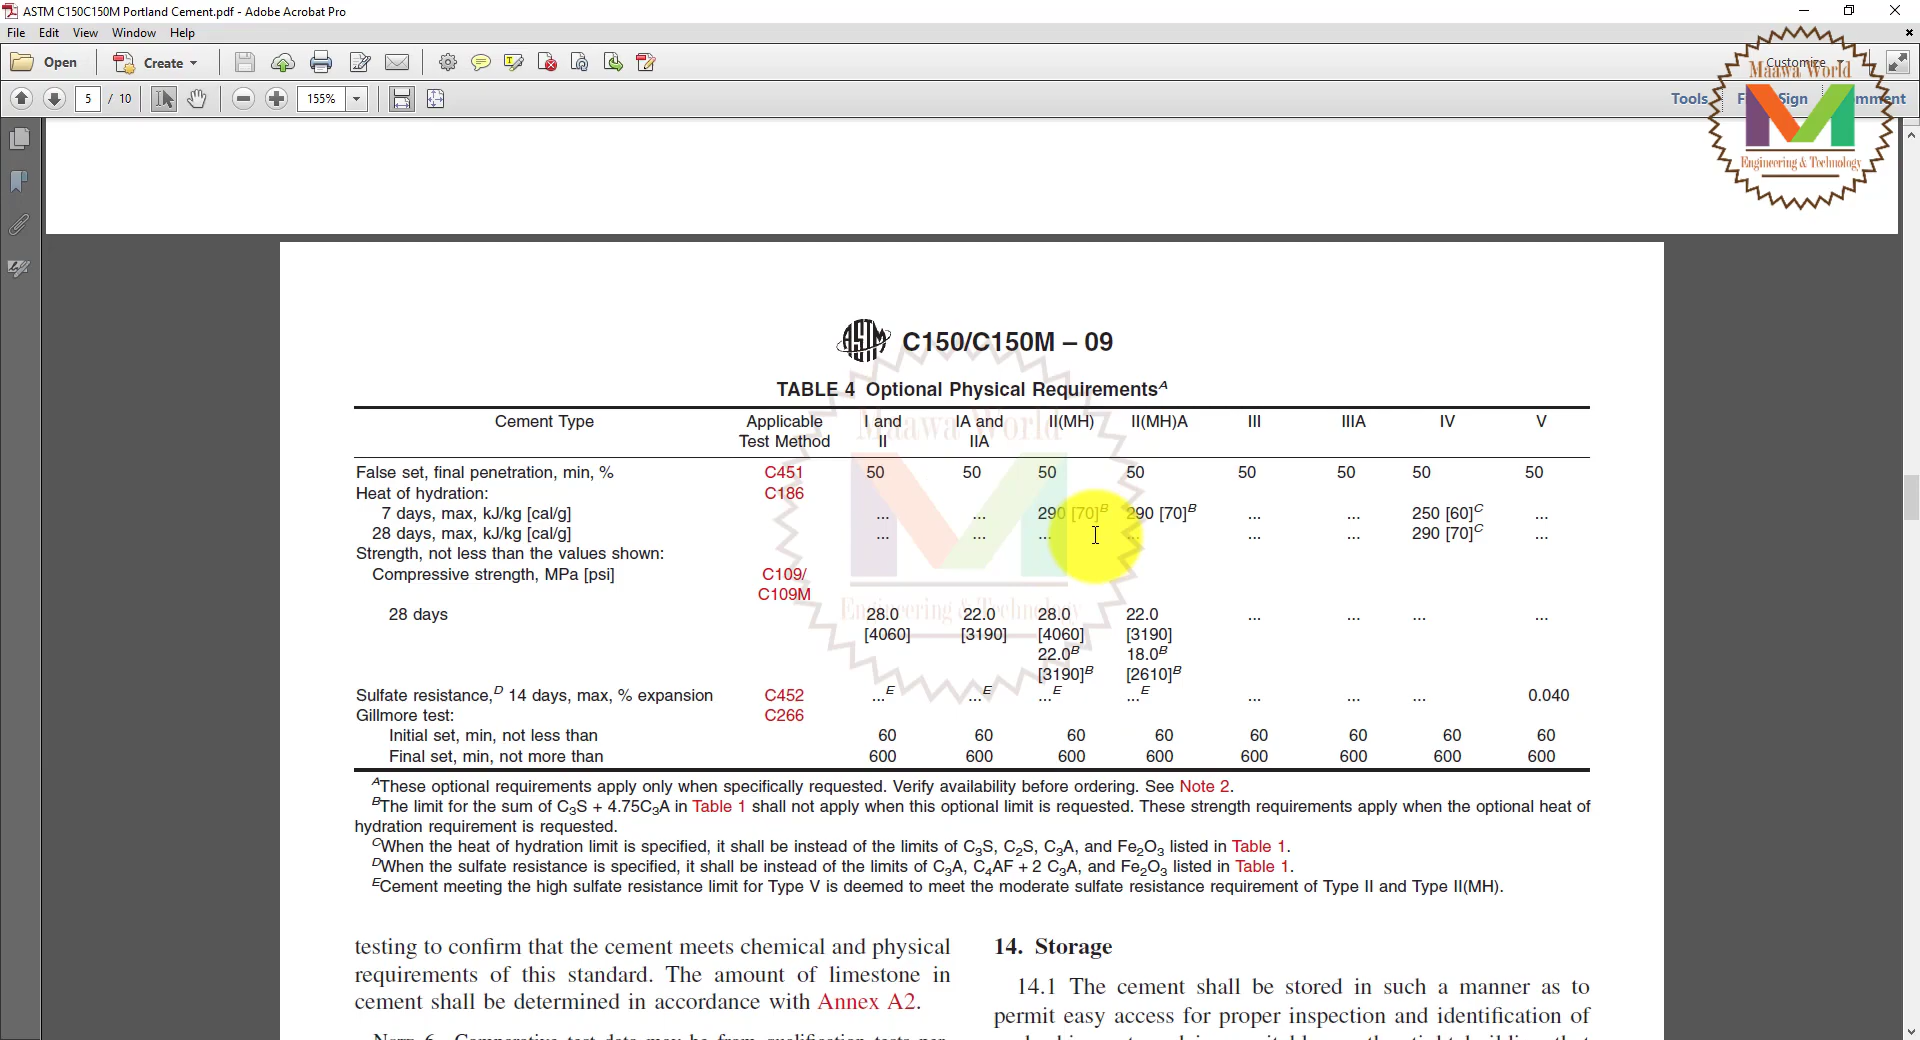 ASTM C150C150M Portland Cement.pdf - Adobe Acrobat Pro
File Edit View Window Help
Open Create Customize
5 / 10 155% Tools Sign mment
Maawa World
Engineering & Technology
ASTM C150/C150M – 09
TABLE 4 Optional Physical Requirements^A
Cement Type Applicable Test Method I and II IA and IIA II(MH) II(MH)A III IIIA IV V
False set, final penetration, min, % C451 50 50 50 50 50 50 50 50
Heat of hydration: C186
7 days, max, kJ/kg [cal/g] ... ... 290 [70]^B 290 [70]^B ... ... 250 [60]^C ...
28 days, max, kJ/kg [cal/g] ... ... ... ... ... ... 290 [70]^C ...
Strength, not less than the values shown:
Compressive strength, MPa [psi] C109/
C109M
28 days 28.0 22.0 28.0 22.0 ... ... ... ...
[4060] [3190] [4060] [3190]
22.0^B 18.0^B
[3190]^B [2610]^B
Sulfate resistance,^D 14 days, max, % expansion C452 ...^E ...^E ...^E ...^E ... ... ... 0.040
Gillmore test: C266
Initial set, min, not less than 60 60 60 60 60 60 60 60
Final set, min, not more than 600 600 600 600 600 600 600 600
^A These optional requirements apply only when specifically requested. Verify availability before ordering. See Note 2.
^B The limit for the sum of C₃S + 4.75C₃A in Table 1 shall not apply when this optional limit is requested. These strength requirements apply when the optional heat of
hydration requirement is requested.
^C When the heat of hydration limit is specified, it shall be instead of the limits of C₃S, C₂S, C₃A, and Fe₂O₃ listed in Table 1.
^D When the sulfate resistance is specified, it shall be instead of the limits of C₃A, C₄AF + 2 C₃A, and Fe₂O₃ listed in Table 1.
^E Cement meeting the high sulfate resistance limit for Type V is deemed to meet the moderate sulfate resistance requirement of Type II and Type II(MH).
testing to confirm that the cement meets chemical and physical
requirements of this standard. The amount of limestone in
cement shall be determined in accordance with Annex A2.
14. Storage
14.1 The cement shall be stored in such a manner as to
permit easy access for proper inspection and identification of
Maawa World
Engineering & Technology